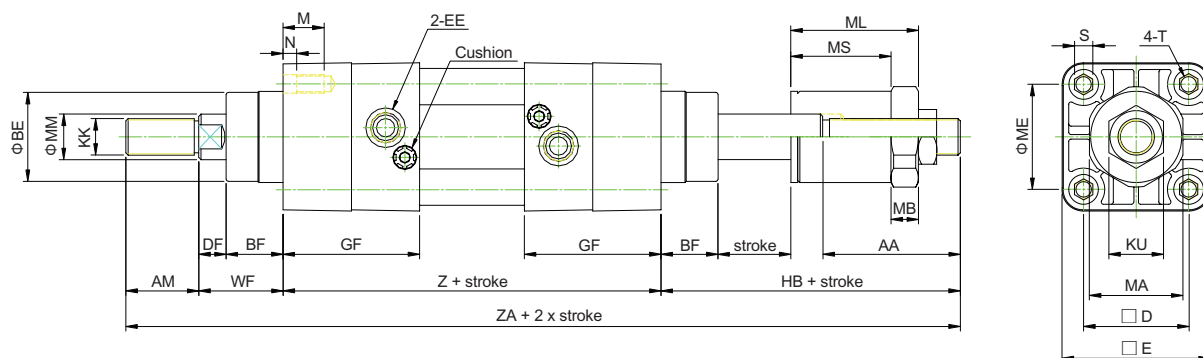 M
2-EE
ML
N
Cushion
MS
S
4-T
ΦBE
ΦMM
KK
ΦME
MB
DF
BF
GF
GF
BF
stroke
AA
KU
AM
WF
Z + stroke
HB + stroke
MA
ZA + 2 x stroke
□ D
□ E